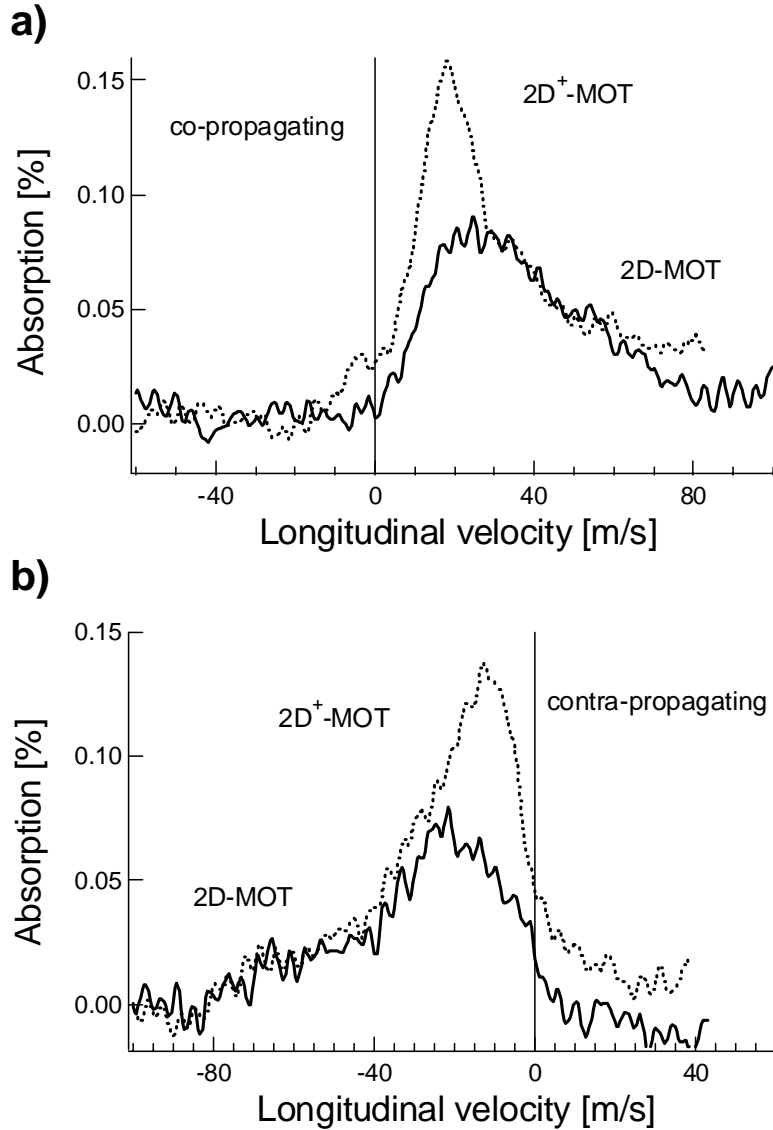 a)
0.15
2D⁺-MOT
co-propagating
0.10
Absorption [%]
2D-MOT
0.05
0.00
-40 0 40 80
Longitudinal velocity [m/s]
b)
0.15
contra-propagating
2D⁺-MOT
0.10
Absorption [%]
0.05
2D-MOT
0.00
-80 -40 0 40
Longitudinal velocity [m/s]